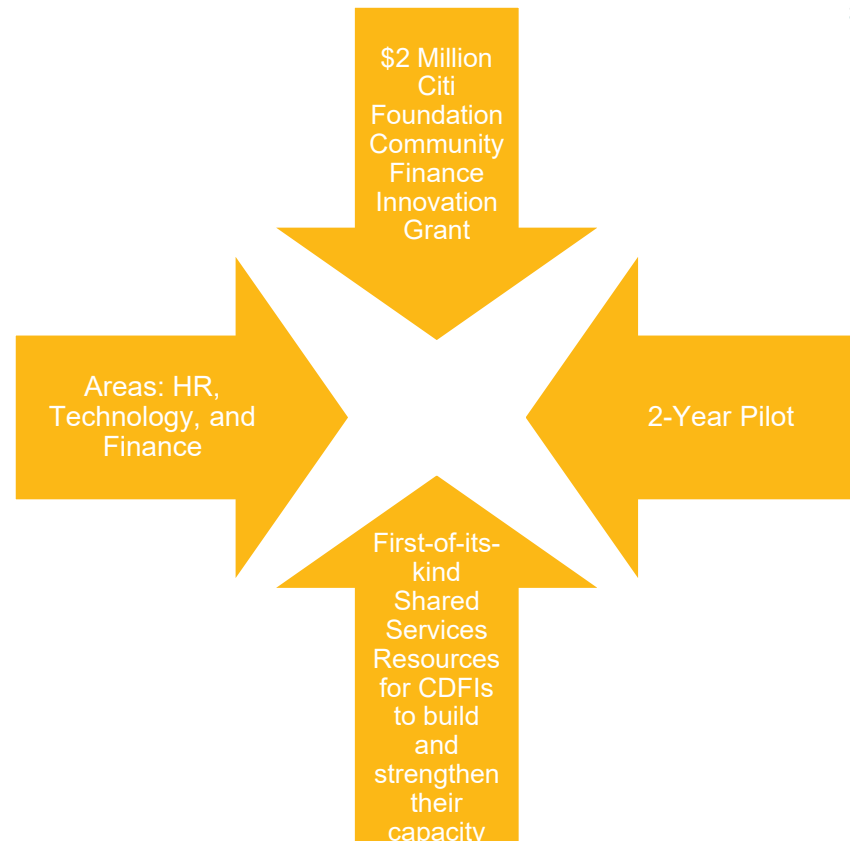 $2 Million
Citi
Foundation
Community
Finance
Innovation
Grant
Areas: HR,
Technology, and
Finance
2-Year Pilot
First-of-its-
kind
Shared
Services
Resources
for CDFIs
to build
and
strengthen
their
capacity